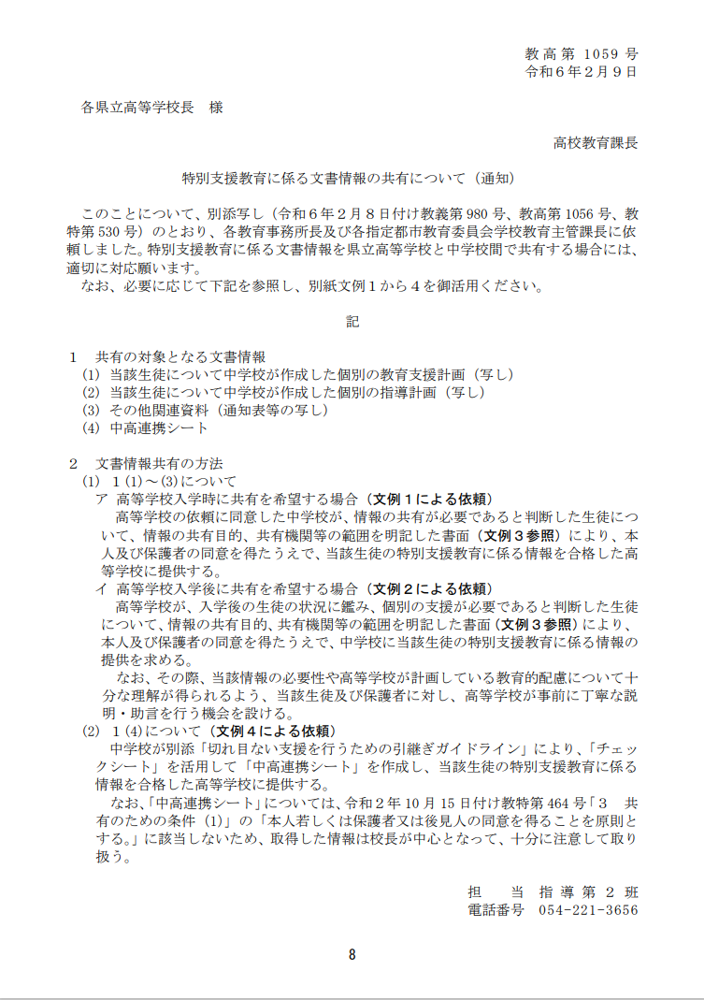 教高第 1059 号
令和６年２月９日
各県立高等学校長　様
高校教育課長
特別支援教育に係る文書情報の共有について（通知）
このことについて、別添写し（令和６年２月８日付け教義第 980 号、教高第 1056 号、教
特第 530 号）のとおり、各教育事務所長及び各指定都市教育委員会学校教育主管課長に依
頼しました。特別支援教育に係る文書情報を県立高等学校と中学校間で共有する場合には、
適切に対応願います。
なお、必要に応じて下記を参照し、別紙文例１から４を御活用ください。
記
１　共有の対象となる文書情報
(1) 当該生徒について中学校が作成した個別の教育支援計画（写し）
(2) 当該生徒について中学校が作成した個別の指導計画（写し）
(3) その他関連資料（通知表等の写し）
(4) 中高連携シート
２　文書情報共有の方法
(1) １(1)～(3)について
ア 高等学校入学時に共有を希望する場合（文例１による依頼）
高等学校の依頼に同意した中学校が、情報の共有が必要であると判断した生徒につ
いて、情報の共有目的、共有機関等の範囲を明記した書面（文例３参照）により、本
人及び保護者の同意を得たうえで、当該生徒の特別支援教育に係る情報を合格した高
等学校に提供する。
イ 高等学校入学後に共有を希望する場合（文例２による依頼）
高等学校が、入学後の生徒の状況に鑑み、個別の支援が必要であると判断した生徒
について、情報の共有目的、共有機関等の範囲を明記した書面（文例３参照）により、
本人及び保護者の同意を得たうえで、中学校に当該生徒の特別支援教育に係る情報の
提供を求める。
なお、その際、当該情報の必要性や高等学校が計画している教育的配慮について十
分な理解が得られるよう、当該生徒及び保護者に対し、高等学校が事前に丁寧な説
明・助言を行う機会を設ける。
(2) １(4)について（文例４による依頼）
中学校が別添「切れ目ない支援を行うための引継ぎガイドライン」により、「チェッ
クシート」を活用して「中高連携シート」を作成し、当該生徒の特別支援教育に係る
情報を合格した高等学校に提供する。
なお、「中高連携シート」については、令和２年 10 月 15 日付け教特第 464 号「３　共
有のための条件（1）」の「本人若しくは保護者又は後見人の同意を得ることを原則と
する。」に該当しないため、取得した情報は校長が中心となって、十分に注意して取り
扱う。
担　当　指導第２班
電話番号　054-221-3656
8